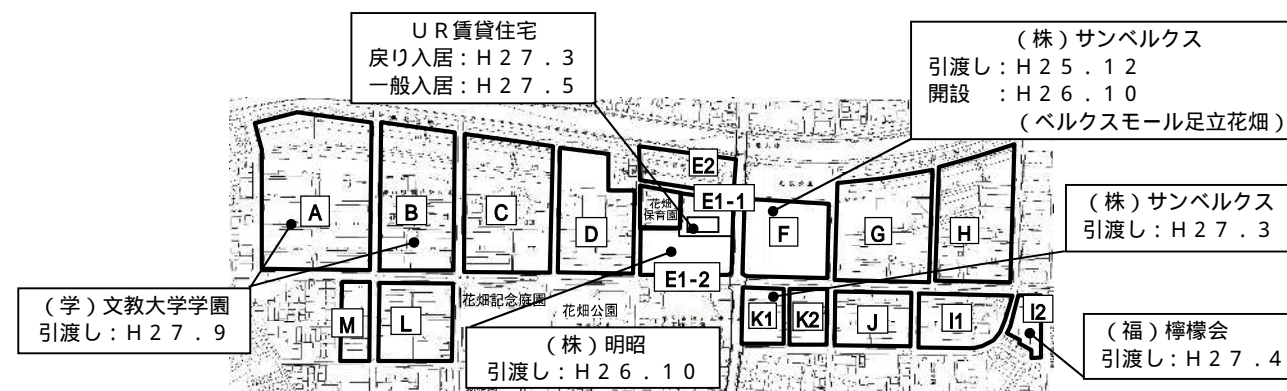 ＵＲ賃貸住宅
戻り入居：Ｈ２７．３
一般入居：Ｈ２７．５
（株）サンベルクス
引渡し：Ｈ２５．１２
開設　：Ｈ２６．１０
（ベルクスモール足立花畑）
（株）サンベルクス
引渡し：Ｈ２７．３
（学）文教大学学園
引渡し：Ｈ２７．９
（株）明昭
引渡し：Ｈ２６．１０
（福）檸檬会
引渡し：Ｈ２７．４
A
B
C
D
E2
E1-1
花畑
保育園
E1-2
F
G
H
M
L
花畑記念庭園
花畑公園
K1
K2
J
I1
I2